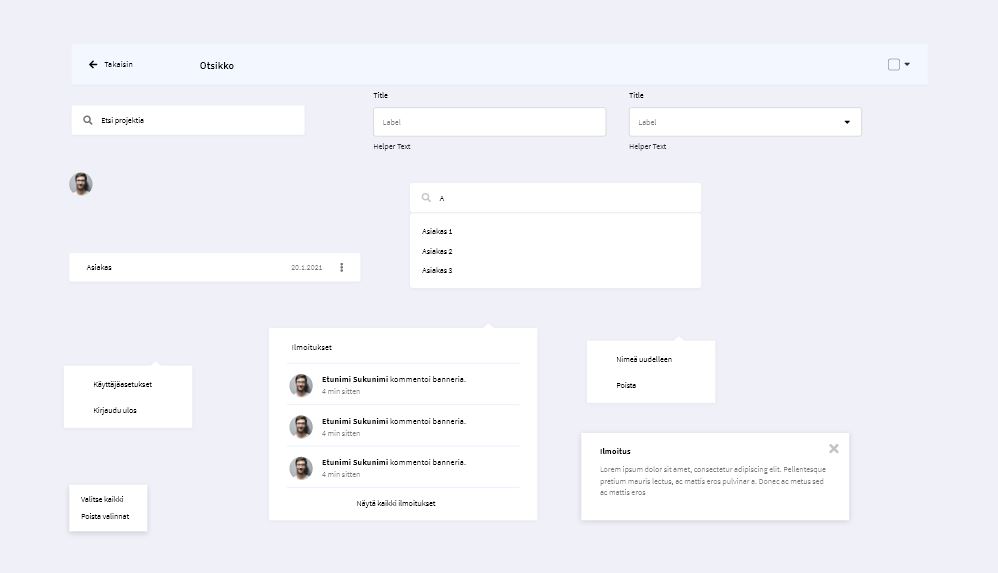 Takaisin
Otsikko
Title
Title
Etsi projektia
Label
Label
Helper Text
Helper Text
A
Asiakas 1
Asiakas 2
Asiakas 3
Asiakas
20.1.2021
Ilmoitukset
Etunimi Sukunimi kommentoi banneria.
4 min sitten
Etunimi Sukunimi kommentoi banneria.
4 min sitten
Etunimi Sukunimi kommentoi banneria.
4 min sitten
Näytä kaikki ilmoitukset
Nimeä uudelleen
Poista
Käyttäjäasetukset
Kirjaudu ulos
Ilmoitus
Lorem ipsum dolor sit amet, consectetur adipiscing elit. Pellentesque
pretium mauris lectus, ac mattis eros pulvinar a. Donec ac metus sed
ac mattis eros
Valitse kaikki
Poista valinnat